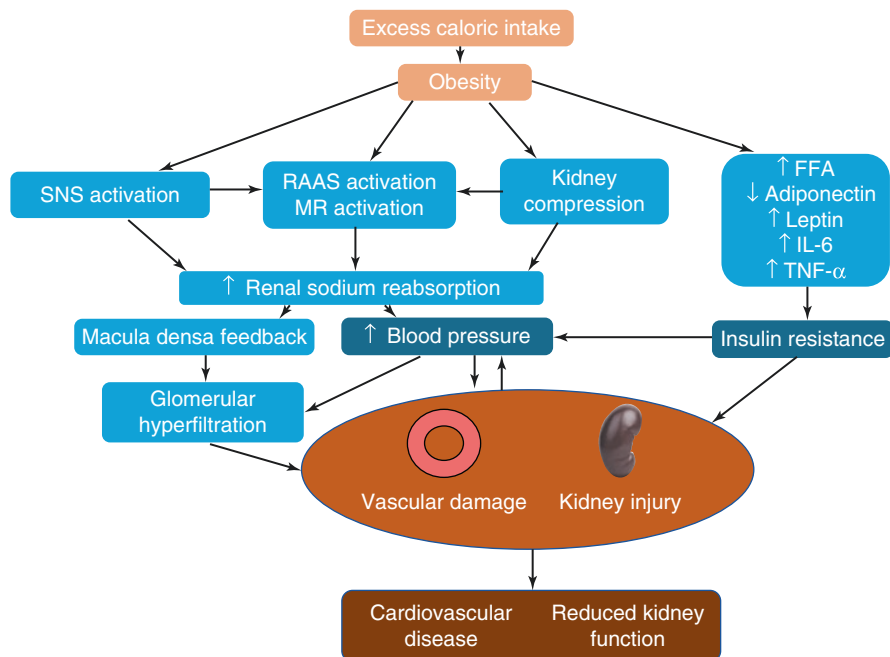 Excess caloric intake
Obesity
SNS activation
RAAS activation
MR activation
Kidney
compression
↑ FFA
↓ Adiponectin
↑ Leptin
↑ IL-6
↑ TNF-α
↑ Renal sodium reabsorption
Macula densa feedback
↑ Blood pressure
Insulin resistance
Glomerular
hyperfiltration
Vascular damage
Kidney injury
Cardiovascular
disease
Reduced kidney
function